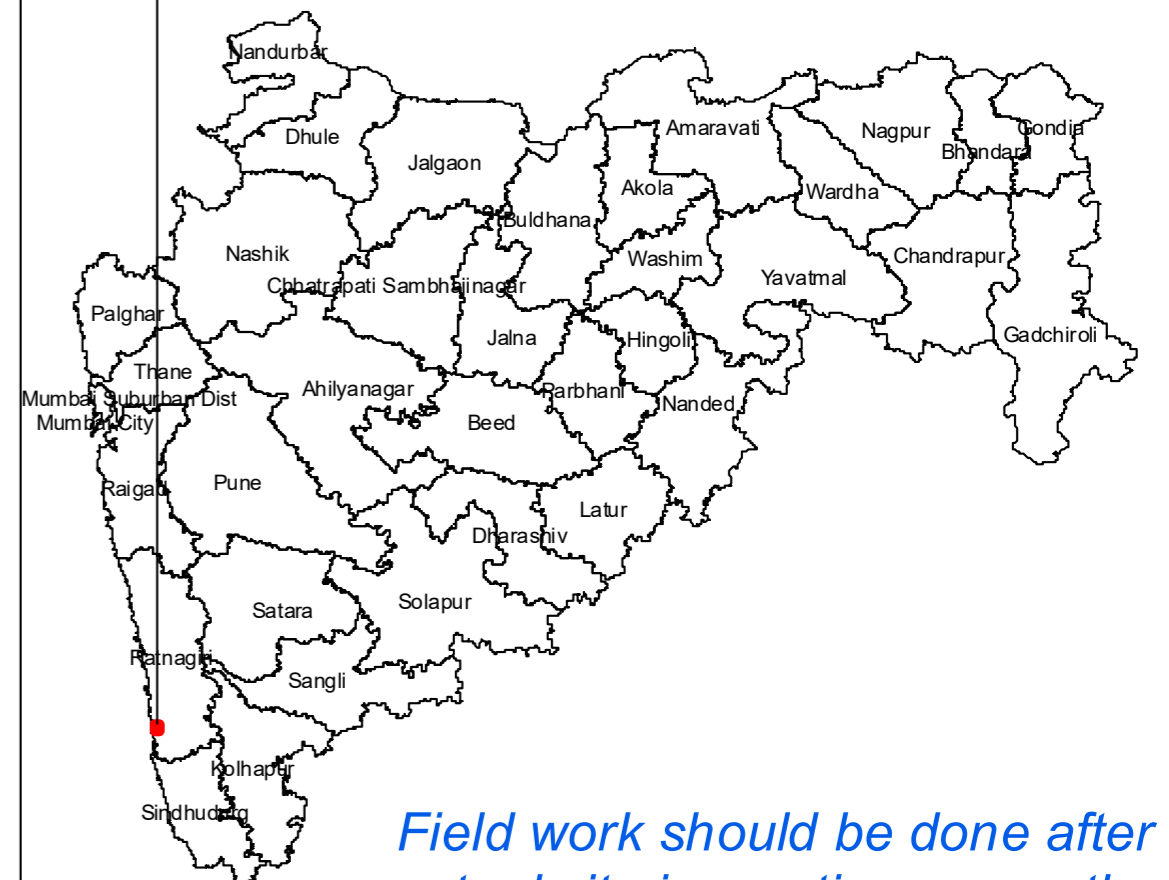 Nandurbar
Dhule
Jalgaon
Amaravati
Nagpur
Gondia
Bhandara
Akola
Wardha
Buldhana
Nashik
Washim
Chandrapur
Yavatmal
Chhatrapati Sambhajinagar
Palghar
Jalna
Hingoli
Gadchiroli
Thane
Ahilyanagar
Parbhani
Mumbai Suburban Dist
Nanded
Mumbai City
Beed
Raigad
Pune
Latur
Dharashiv
Solapur
Satara
Ratnagiri
Sangli
Kolhapur
Sindhudurg
Field work should be done after